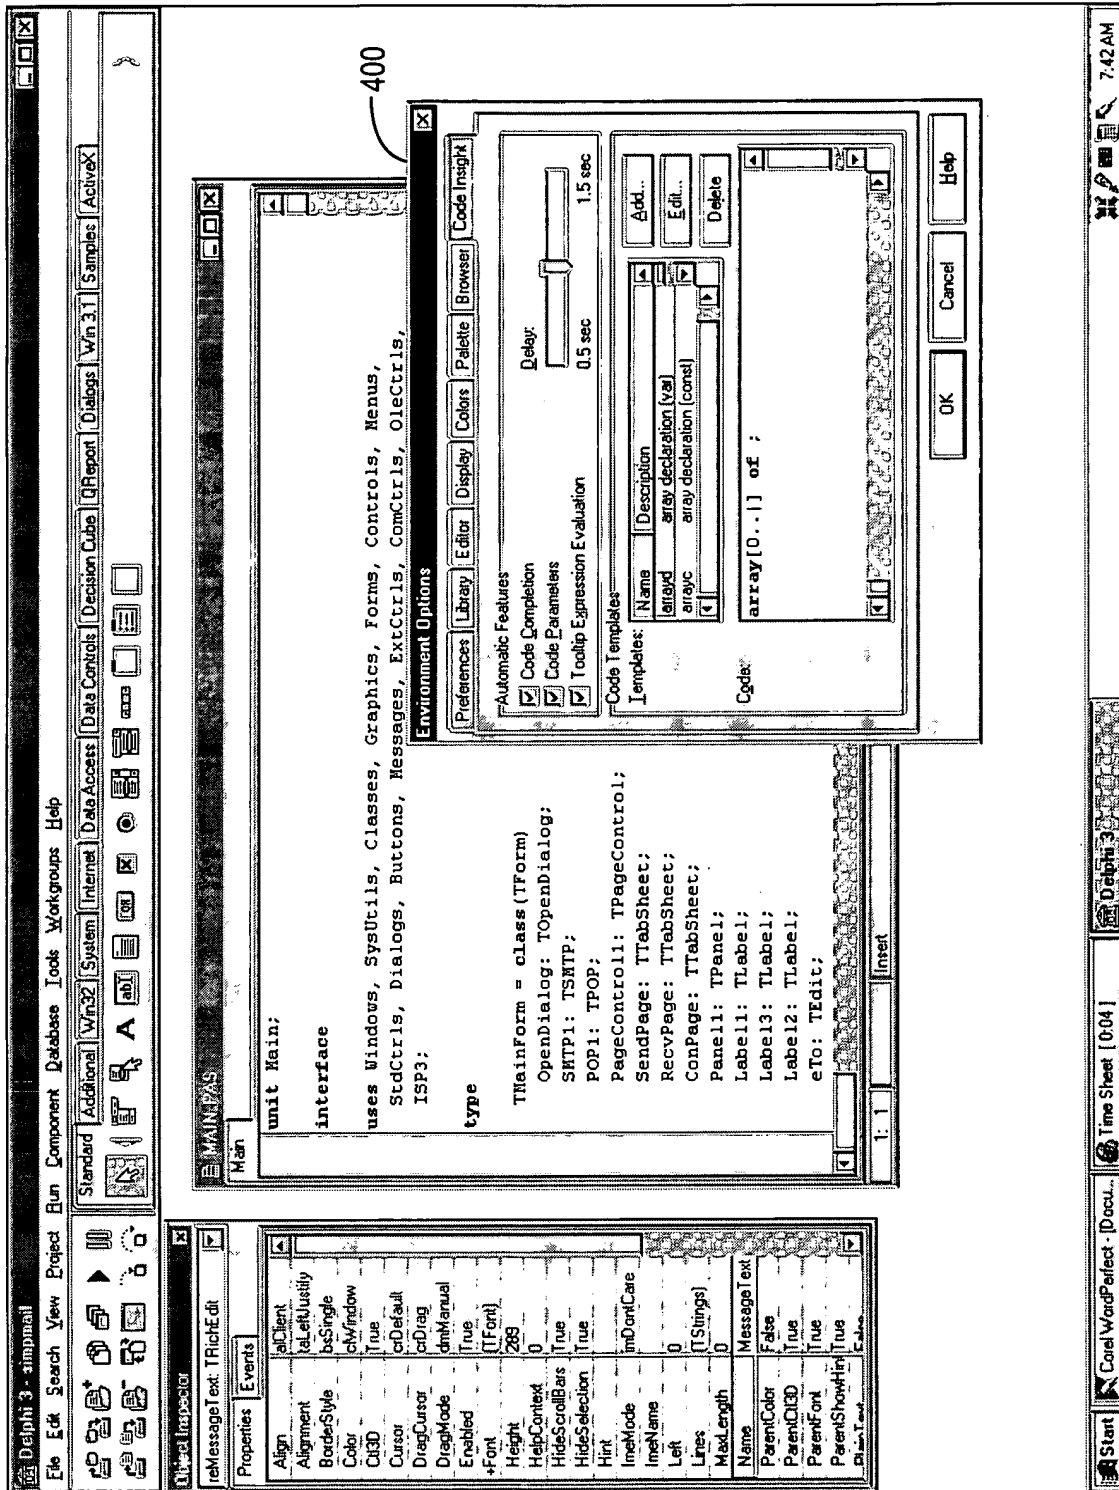 Delphi 3 - simpmail
File Edit Search View Project Run Component Database Tools Workgroups Help
Standard Additional Win32 System Internet Data Access Data Controls Decision Cube QReport Dialogs Win 3.1 Samples ActiveX
Object Inspector
reMessageText: TRichEdit
Properties Events
Align alClient
Alignment taLeftJustify
BorderStyle bsSingle
Color clWindow
Ctl3D True
Cursor crDefault
DragCursor crDrag
DragMode dmManual
Enabled True
+Font (TFont)
Height 289
HelpContext 0
HideScrollBars True
HideSelection True
Hint
ImeMode imDontCare
ImeName
Left 0
Lines (TStrings)
MaxLength 0
Name MessageText
ParentColor False
ParentCtl3D True
ParentFont True
ParentShowHint True
PlainText False
MAIN.PAS
Main
unit Main;
interface
uses Windows, SysUtils, Classes, Graphics, Forms, Controls, Menus,
StdCtrls, Dialogs, Buttons, Messages, ExtCtrls, ComCtrls, OleCtrls,
ISP3;
type
TMainForm = class(TForm)
OpenDialog: TOpenDialog;
SMTP1: TSMTP;
POP1: TPOP;
PageControl1: TPageControl;
SendPage: TTabSheet;
RecvPage: TTabSheet;
ConPage: TTabSheet;
Panel1: TPanel;
Label1: TLabel;
Label3: TLabel;
Label2: TLabel;
eTo: TEdit;
1: 1 Insert
400
Environment Options
Preferences Library Editor Display Colors Palette Browser Code Insight
Automatic Features
Code Completion
Code Parameters
Tooltip Expression Evaluation
Delay:
0.5 sec 1.5 sec
Code Templates
Templates:
Name Description
arrayd array declaration (var)
arrayc array declaration (const)
Add...
Edit...
Delete
Code:
array[0..|] of ;
OK Cancel Help
Start Corel WordPerfect - [Docu... Time Sheet [0:04] Delphi 3 7:42 AM